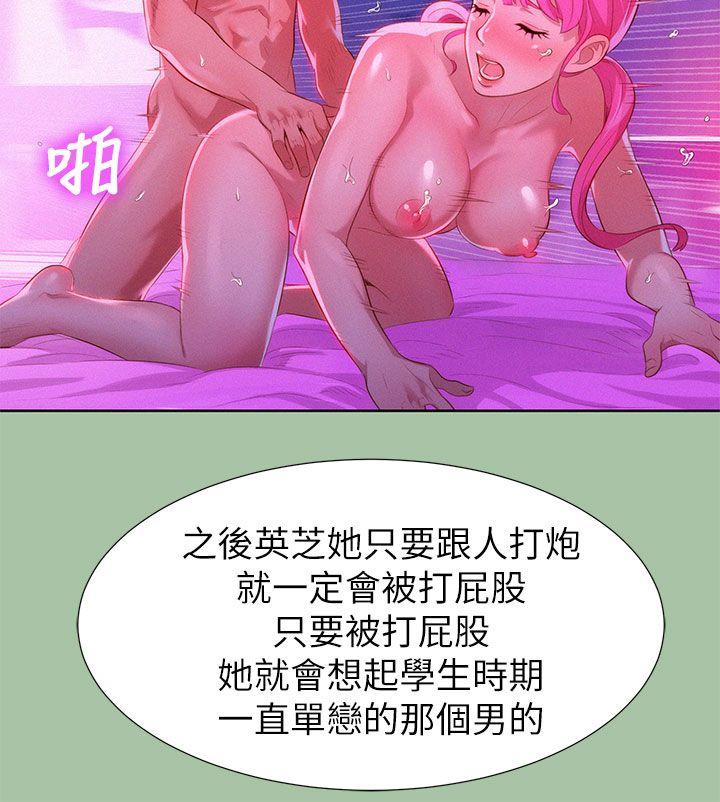 啪
之後英芝她只要跟人打炮
就一定會被打屁股
只要被打屁股
她就會想起學生時期
一直單戀的那個男的